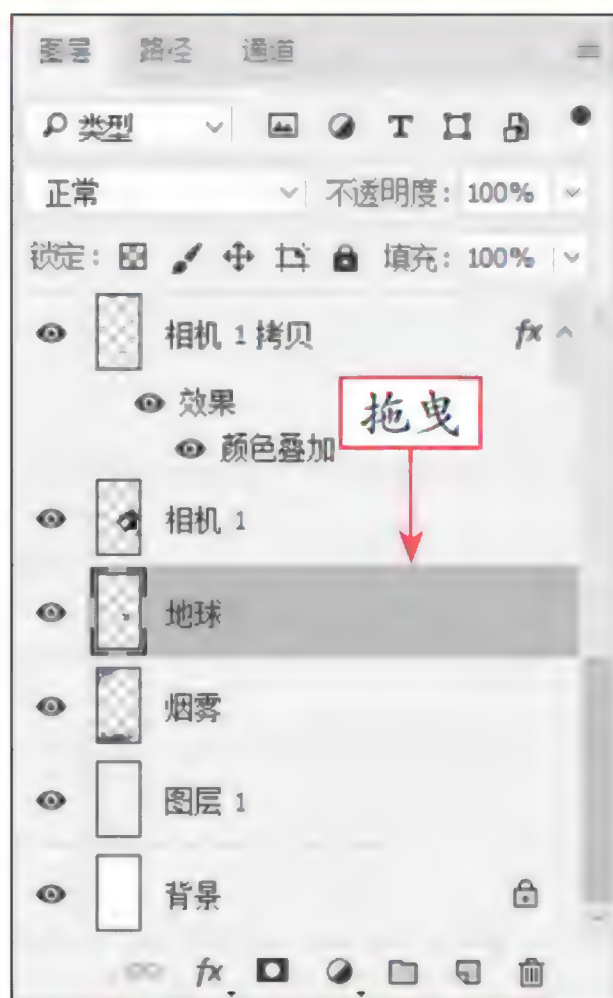 图层 路径 通道
类型
正常 不透明度: 100%
锁定: 填充: 100%
相机 1 拷贝 fx
效果
拖曳
颜色叠加
相机 1
地球
烟雾
图层 1
背景
fx